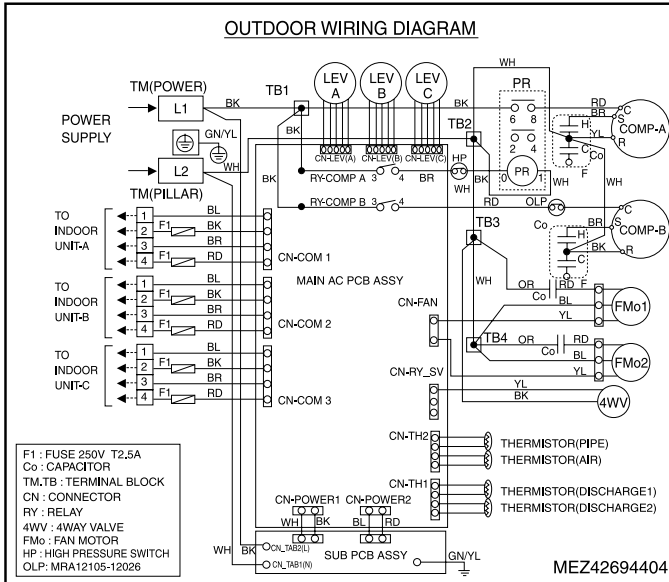 OUTDOOR WIRING DIAGRAM
TM(POWER)
POWER
SUPPLY
L1
BK
GN/YL
L2
WH
TM(PILLAR)
TB1
LEV
A
LEV
B
LEV
C
CN-LEV(A)
CN-LEV(B)
CN-LEV(C)
BK
BK
BK
RY-COMP A
3
4
BR
RY-COMP B
3
4
RD
HP
WH
TB2
WH
PR
6
8
2
4
0
PR
1
WH
OLP
RD
BR
YL
H
C
Co
F
C
S
R
COMP-A
WH
Co
H
C
BR
BK
F
C
S
R
COMP-B
TB3
WH
TO
INDOOR
UNIT-A
1
2
3
4
F1
F1
BL
BK
BR
RD
CN-COM 1
TO
INDOOR
UNIT-B
1
2
3
4
F1
F1
BL
BK
BR
RD
CN-COM 2
TO
INDOOR
UNIT-C
1
2
3
4
F1
F1
BL
BK
BR
RD
CN-COM 3
MAIN AC PCB ASSY
CN-FAN
OR
Co
RD
BL
YL
FMo1
TB4
OR
Co
RD
BL
YL
FMo2
CN-RY_SV
YL
BK
4WV
CN-TH2
THERMISTOR(PIPE)
THERMISTOR(AIR)
CN-TH1
THERMISTOR(DISCHARGE1)
THERMISTOR(DISCHARGE2)
CN-POWER1
CN-POWER2
WH
BK
BL
RD
WH
BK
CN_TAB2(L)
CN_TAB1(N)
SUB PCB ASSY
GN/YL
F1 : FUSE 250V T2.5A
Co : CAPACITOR
TM.TB : TERMINAL BLOCK
CN : CONNECTOR
RY : RELAY
4WV : 4WAY VALVE
FMo : FAN MOTOR
HP : HIGH PRESSURE SWITCH
OLP: MRA12105-12026
MEZ42694404